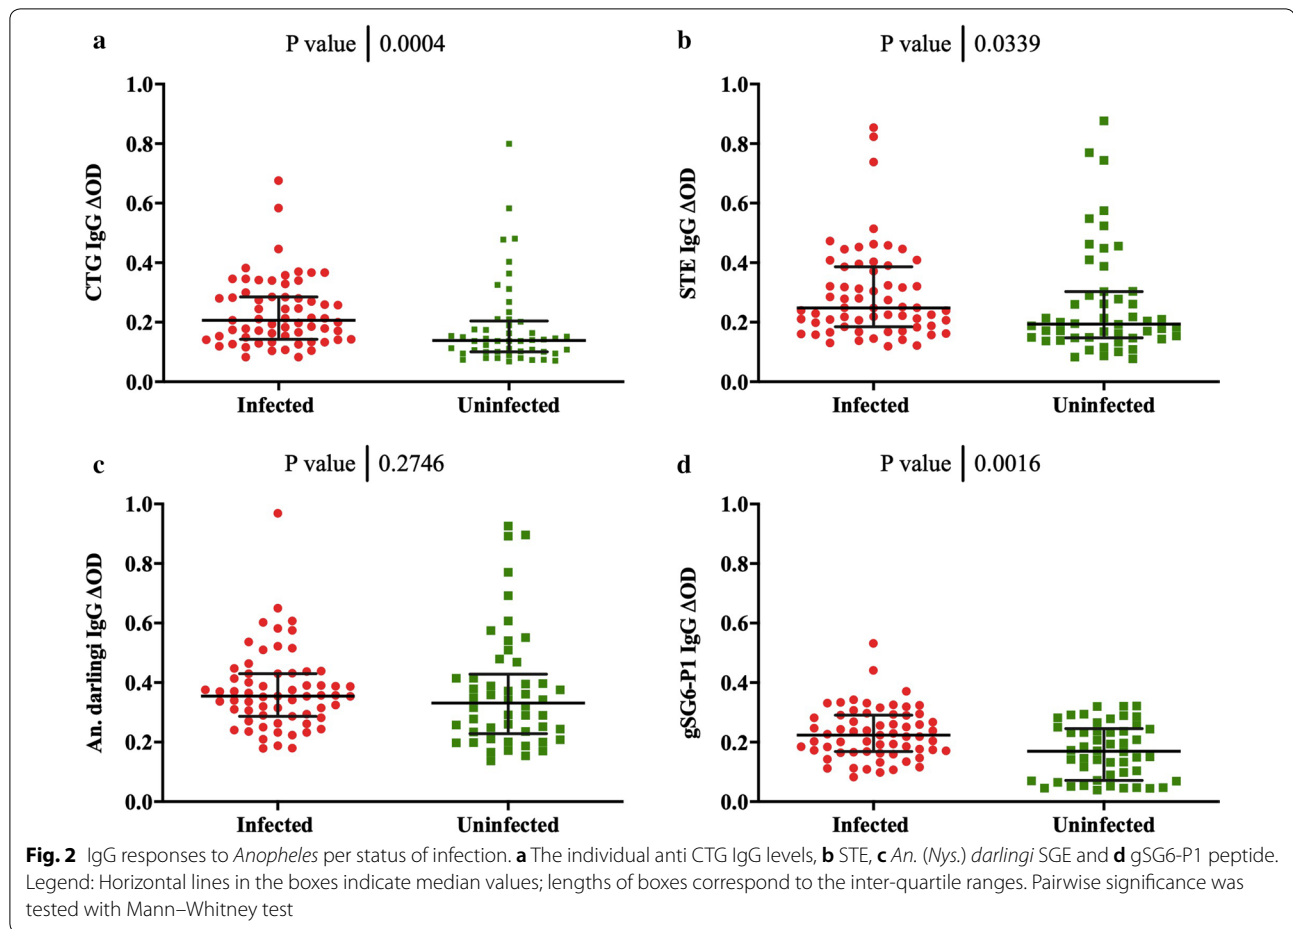 a
P value 0.0004
CTG IgG ΔOD
1.0
0.8
0.6
0.4
0.2
0.0
Infected Uninfected
b
P value 0.0339
STE IgG ΔOD
1.0
0.8
0.6
0.4
0.2
0.0
Infected Uninfected
c
P value 0.2746
An. darlingi IgG ΔOD
1.0
0.8
0.6
0.4
0.2
0.0
Infected Uninfected
d
P value 0.0016
gSG6-P1 IgG ΔOD
1.0
0.8
0.6
0.4
0.2
0.0
Infected Uninfected
Fig. 2 IgG responses to Anopheles per status of infection. a The individual anti CTG IgG levels, b STE, c An. (Nys.) darlingi SGE and d gSG6-P1 peptide.
Legend: Horizontal lines in the boxes indicate median values; lengths of boxes correspond to the inter-quartile ranges. Pairwise significance was
tested with Mann–Whitney test